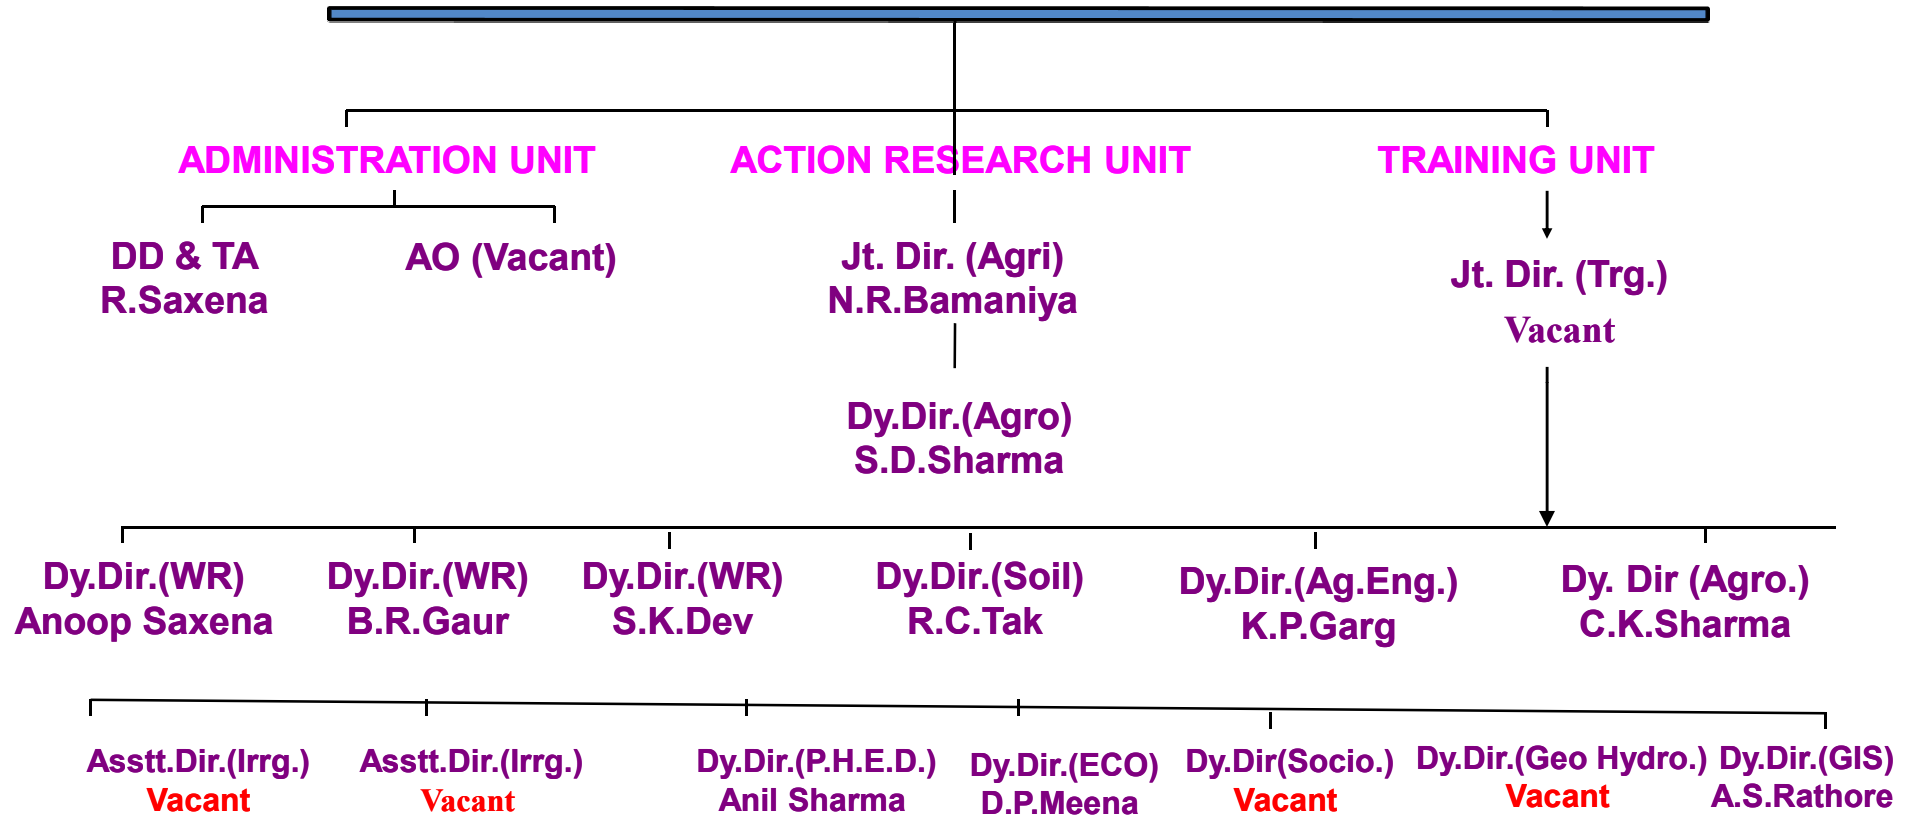 ADMINISTRATION UNIT
ACTION RESEARCH UNIT
TRAINING UNIT
DD & TA
R.Saxena
AO (Vacant)
Jt. Dir. (Agri)
N.R.Bamaniya
Jt. Dir. (Trg.)
Vacant
Dy.Dir.(Agro)
S.D.Sharma
Dy.Dir.(WR)
Anoop Saxena
Dy.Dir.(WR)
B.R.Gaur
Dy.Dir.(WR)
S.K.Dev
Dy.Dir.(Soil)
R.C.Tak
Dy.Dir.(Ag.Eng.)
K.P.Garg
Dy. Dir (Agro.)
C.K.Sharma
Asstt.Dir.(Irrg.)
Vacant
Asstt.Dir.(Irrg.)
Vacant
Dy.Dir.(P.H.E.D.)
Anil Sharma
Dy.Dir.(ECO)
D.P.Meena
Dy.Dir(Socio.)
Vacant
Dy.Dir.(Geo Hydro.)
Vacant
Dy.Dir.(GIS)
A.S.Rathore